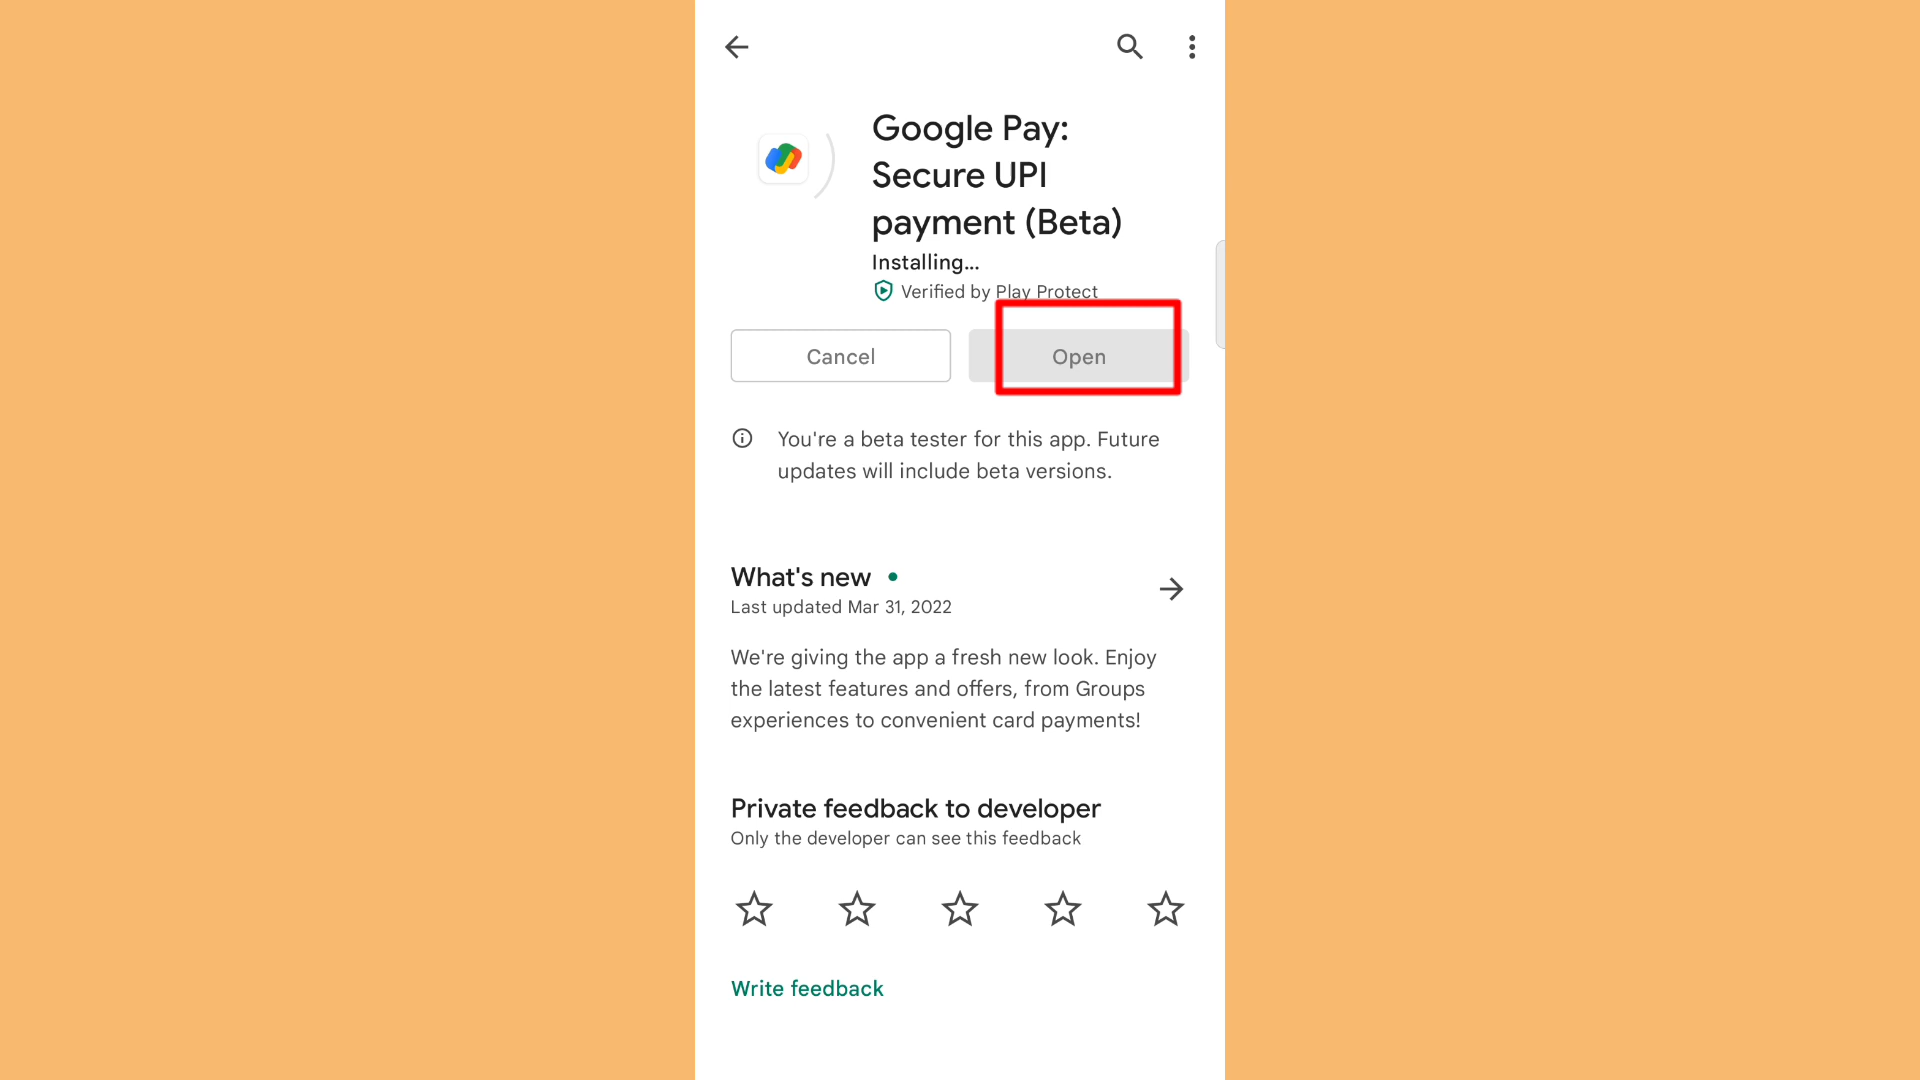 Google Pay:
Secure UPI
payment (Beta)
Installing...
Verified by Play Protect
Cancel
Open
You're a beta tester for this app. Future
updates will include beta versions.
What's new
Last updated Mar 31, 2022
We're giving the app a fresh new look. Enjoy
the latest features and offers, from Groups
experiences to convenient card payments!
Private feedback to developer
Only the developer can see this feedback
Write feedback